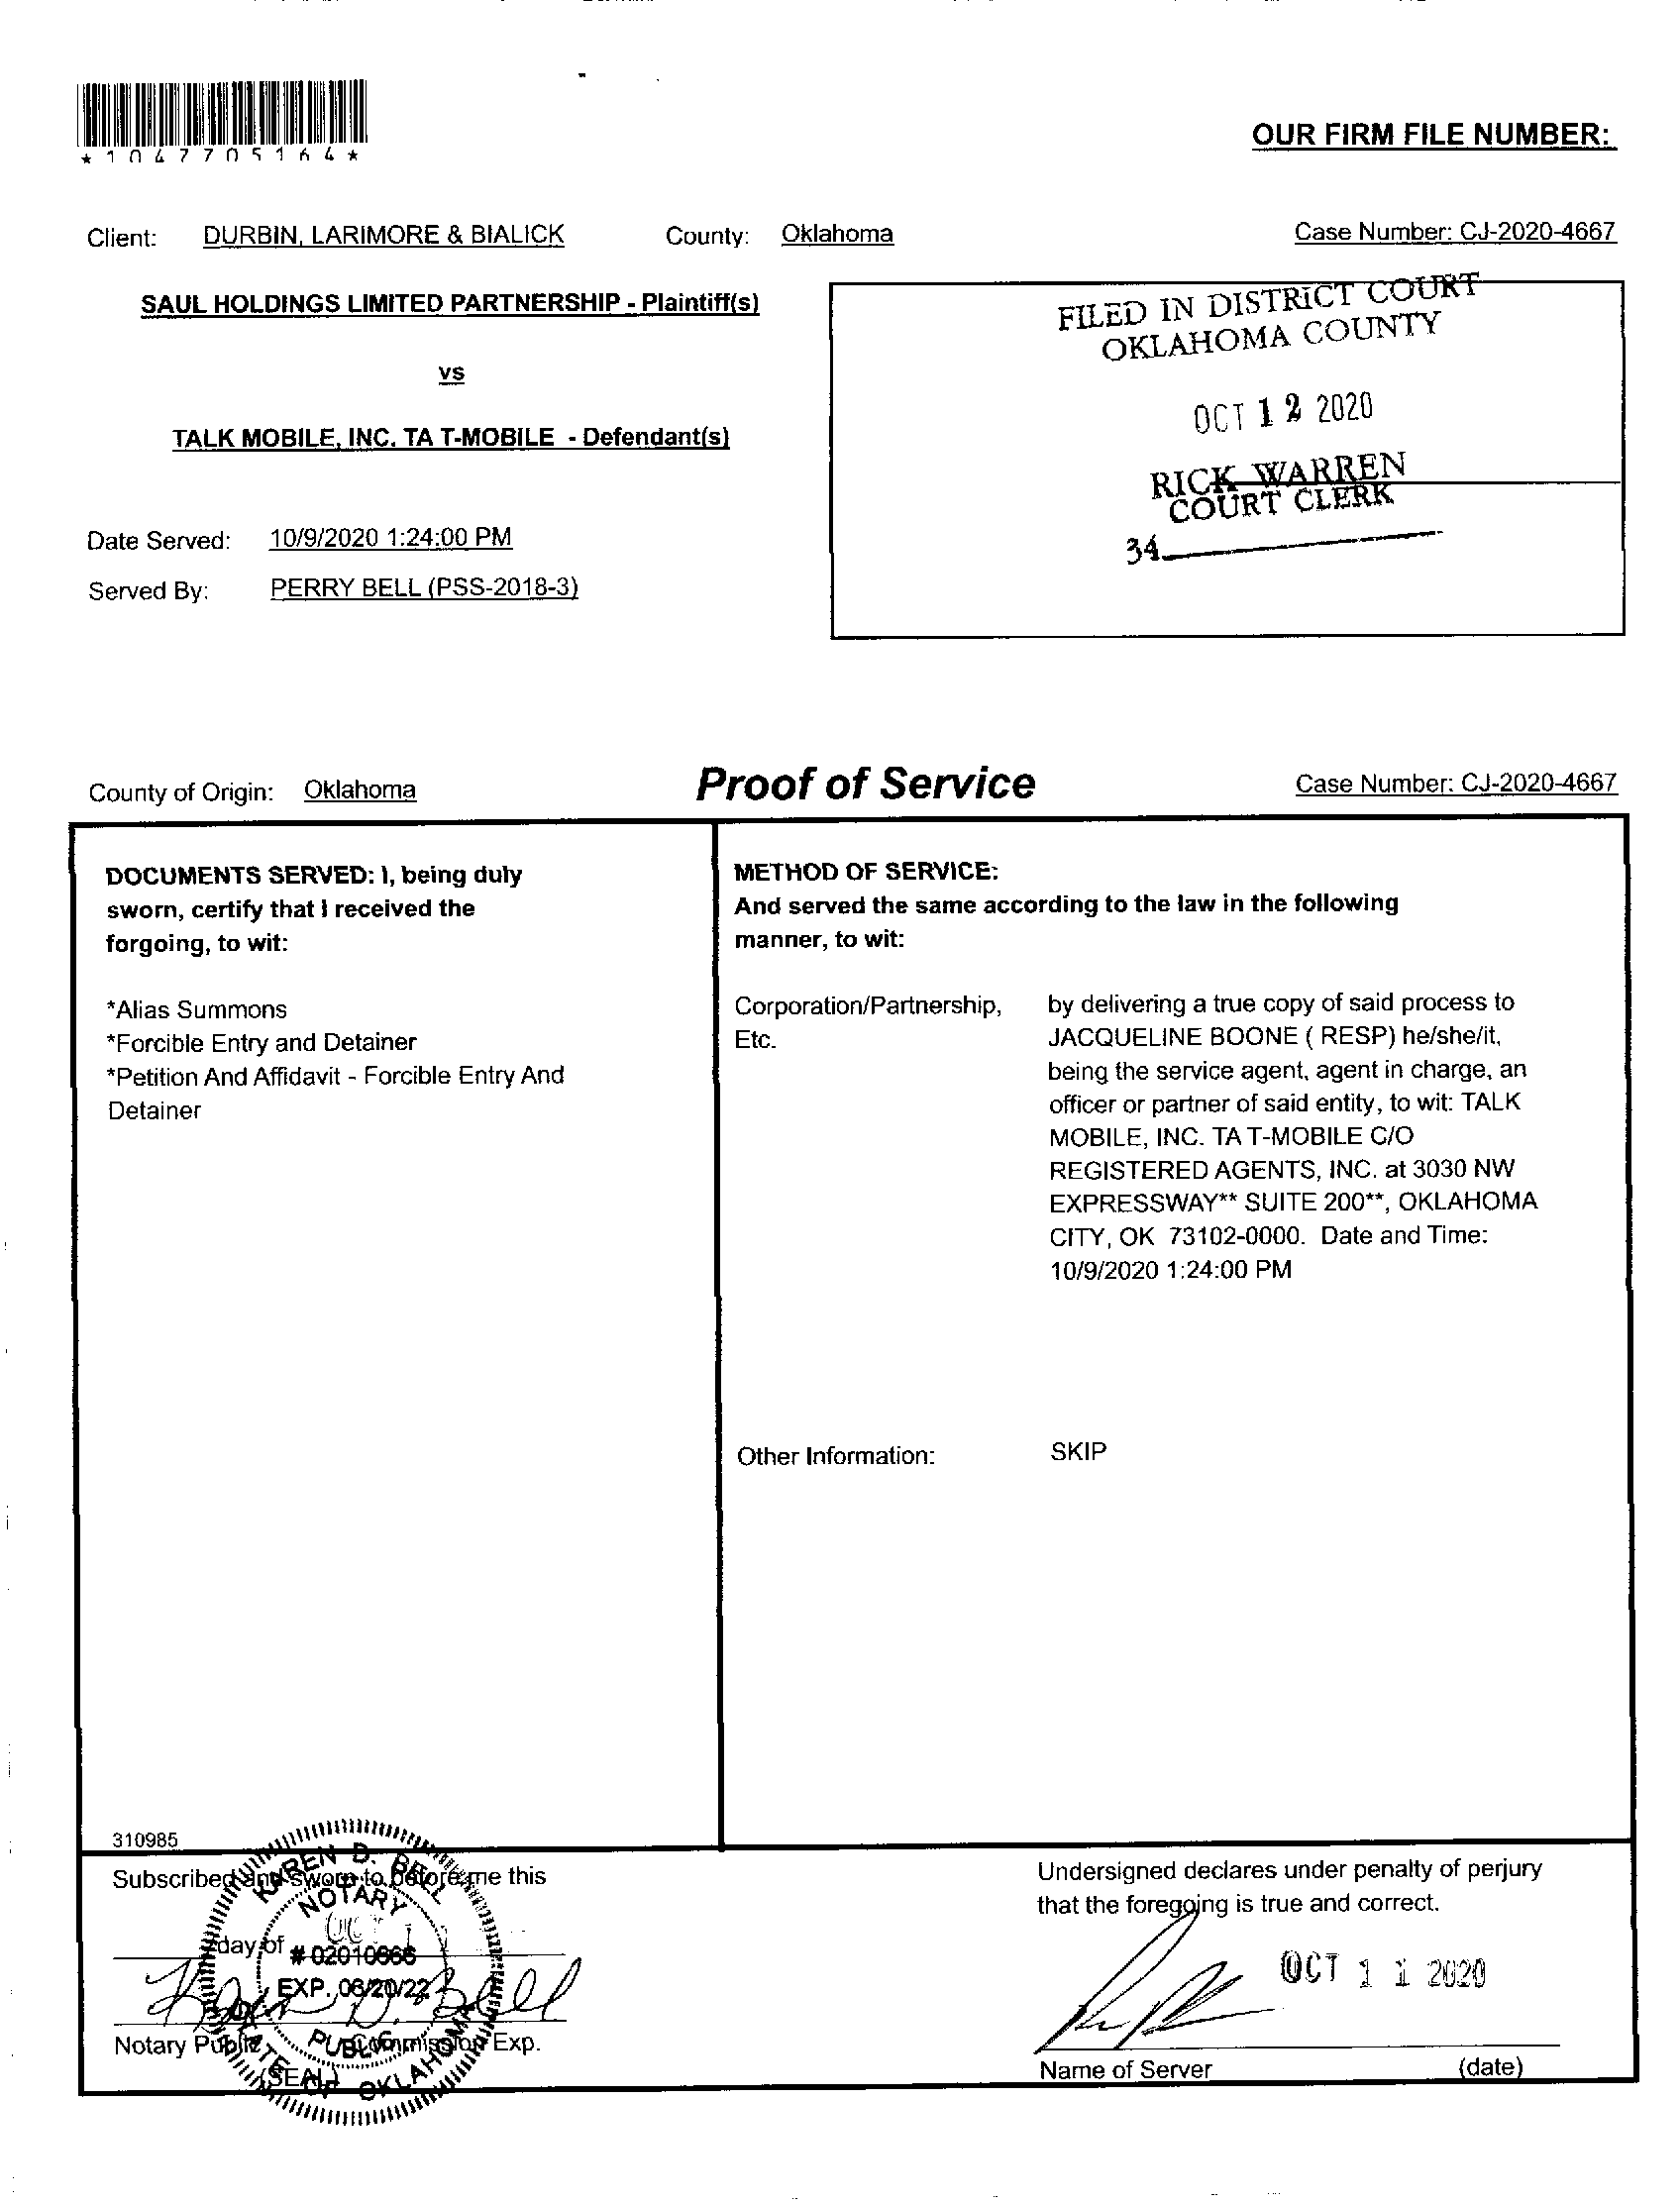 *1047705164*
OUR FIRM FILE NUMBER:
Client: DURBIN, LARIMORE & BIALICK County: Oklahoma Case Number: CJ-2020-4667
SAUL HOLDINGS LIMITED PARTNERSHIP - Plaintiff(s)
vs
TALK MOBILE, INC. TA T-MOBILE - Defendant(s)
FILED IN DISTRICT COURT
OKLAHOMA COUNTY
OCT 12 2020
RICK WARREN
COURT CLERK
34
Date Served: 10/9/2020 1:24:00 PM
Served By: PERRY BELL (PSS-2018-3)
County of Origin: Oklahoma Proof of Service Case Number: CJ-2020-4667
DOCUMENTS SERVED: I, being duly
sworn, certify that I received the
forgoing, to wit:
*Alias Summons
*Forcible Entry and Detainer
*Petition And Affidavit - Forcible Entry And
Detainer
METHOD OF SERVICE:
And served the same according to the law in the following
manner, to wit:
Corporation/Partnership,
Etc.
by delivering a true copy of said process to
JACQUELINE BOONE ( RESP) he/she/it,
being the service agent, agent in charge, an
officer or partner of said entity, to wit: TALK
MOBILE, INC. TA T-MOBILE C/O
REGISTERED AGENTS, INC. at 3030 NW
EXPRESSWAY** SUITE 200**, OKLAHOMA
CITY, OK 73102-0000. Date and Time:
10/9/2020 1:24:00 PM
Other Information: SKIP
310985
Subscribed and sworn to before me this
day of
Karen D. Bell
Notary Public Commission Exp.
(SEAL)
KAREN D. BELL
NOTARY
OCT
EXP. 06/20/22
PUBLIC
STATE OF OKLAHOMA
Undersigned declares under penalty of perjury
that the foregoing is true and correct.
OCT 11 2020
Name of Server (date)